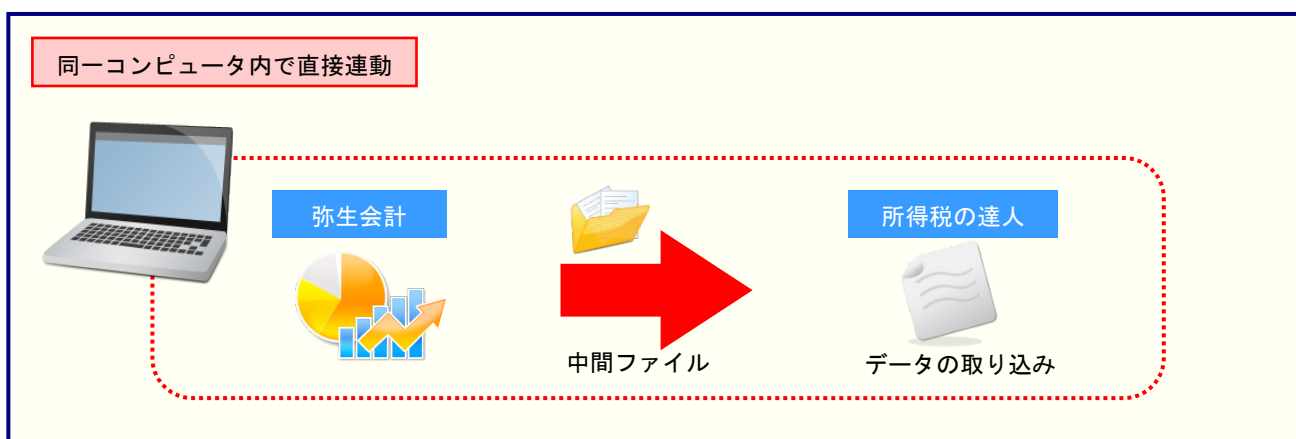 同一コンピュータ内で直接連動
弥生会計
所得税の達人
中間ファイル
データの取り込み